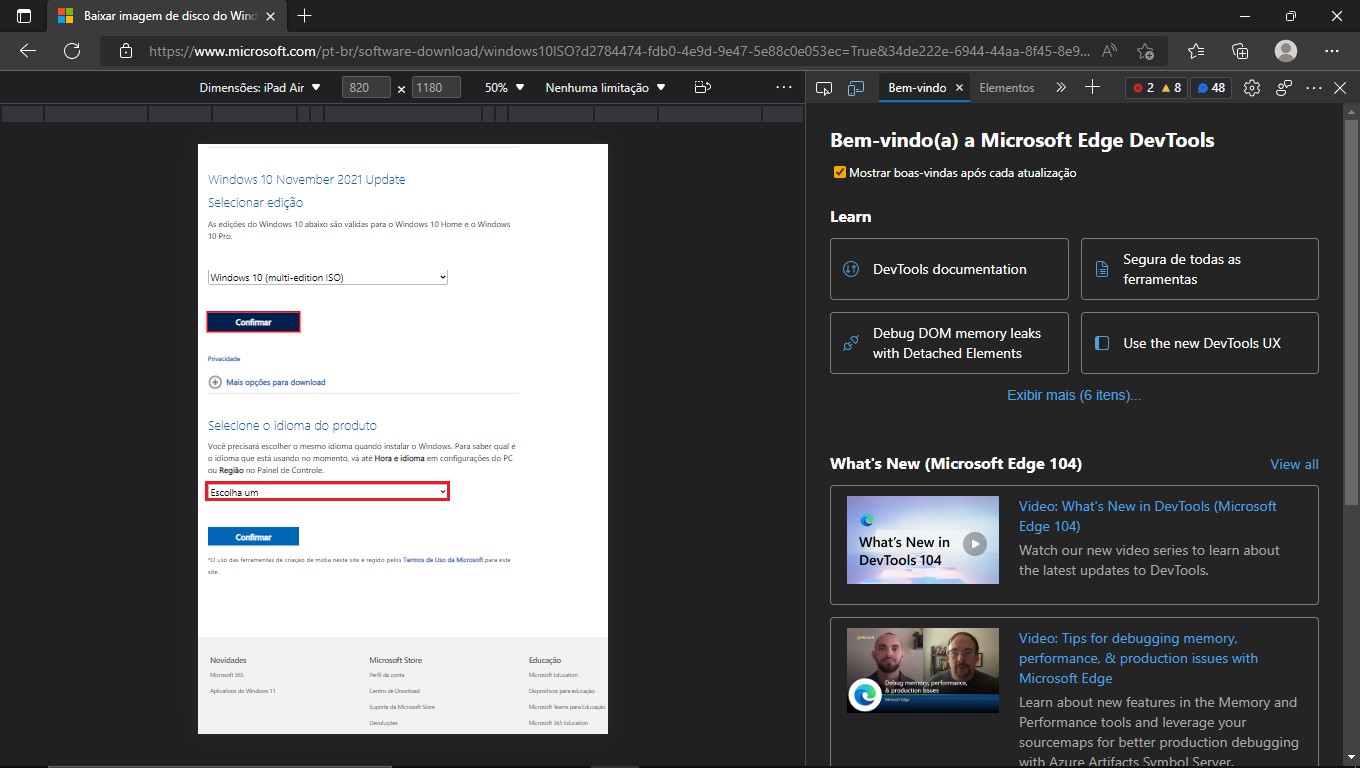 Baixar imagem de disco do Wind
https://www.microsoft.com/pt-br/software-download/windows10ISO?d2784474-fdb0-4e9d-9e47-5e88c0e053ec=True&34de222e-6944-44aa-8f45-8e9...
Dimensões: iPad Air
820 × 1180
50%
Nenhuma limitação
Bem-vindo
Elementos
2 8 48
Windows 10 November 2021 Update
Selecionar edição
As edições do Windows 10 abaixo são válidas para o Windows 10 Home e o Windows
10 Pro.
Windows 10 (multi-edition ISO)
Confirmar
Privacidade
Mais opções para download
Selecione o idioma do produto
Você precisará escolher o mesmo idioma quando instalar o Windows. Para saber qual é
o idioma que está usando no momento, vá até Hora e idioma em configurações do PC
ou Região no Painel de Controle.
Escolha um
Confirmar
*O uso das ferramentas de criação de mídia neste site é regido pelos Termos de Uso da Microsoft para este
site.
Novidades
Microsoft 365
Aplicativos do Windows 11
Microsoft Store
Perfil da conta
Centro de Download
Suporte da Microsoft Store
Devoluções
Educação
Microsoft Education
Dispositivos para educação
Microsoft Teams para Educação
Microsoft 365 Education
Bem-vindo(a) a Microsoft Edge DevTools
Mostrar boas-vindas após cada atualização
Learn
DevTools documentation
Segura de todas as
ferramentas
Debug DOM memory leaks
with Detached Elements
Use the new DevTools UX
Exibir mais (6 itens)...
What's New (Microsoft Edge 104)
View all
What's New in
DevTools 104
Video: What's New in DevTools (Microsoft
Edge 104)
Watch our new video series to learn about
the latest updates to DevTools.
Microsoft
Debug memory, performance,
& production issues
Microsoft Edge
Video: Tips for debugging memory,
performance, & production issues with
Microsoft Edge
Learn about new features in the Memory and
Performance tools and leverage your
sourcemaps for better production debugging
with Azure Artifacts Symbol Server.